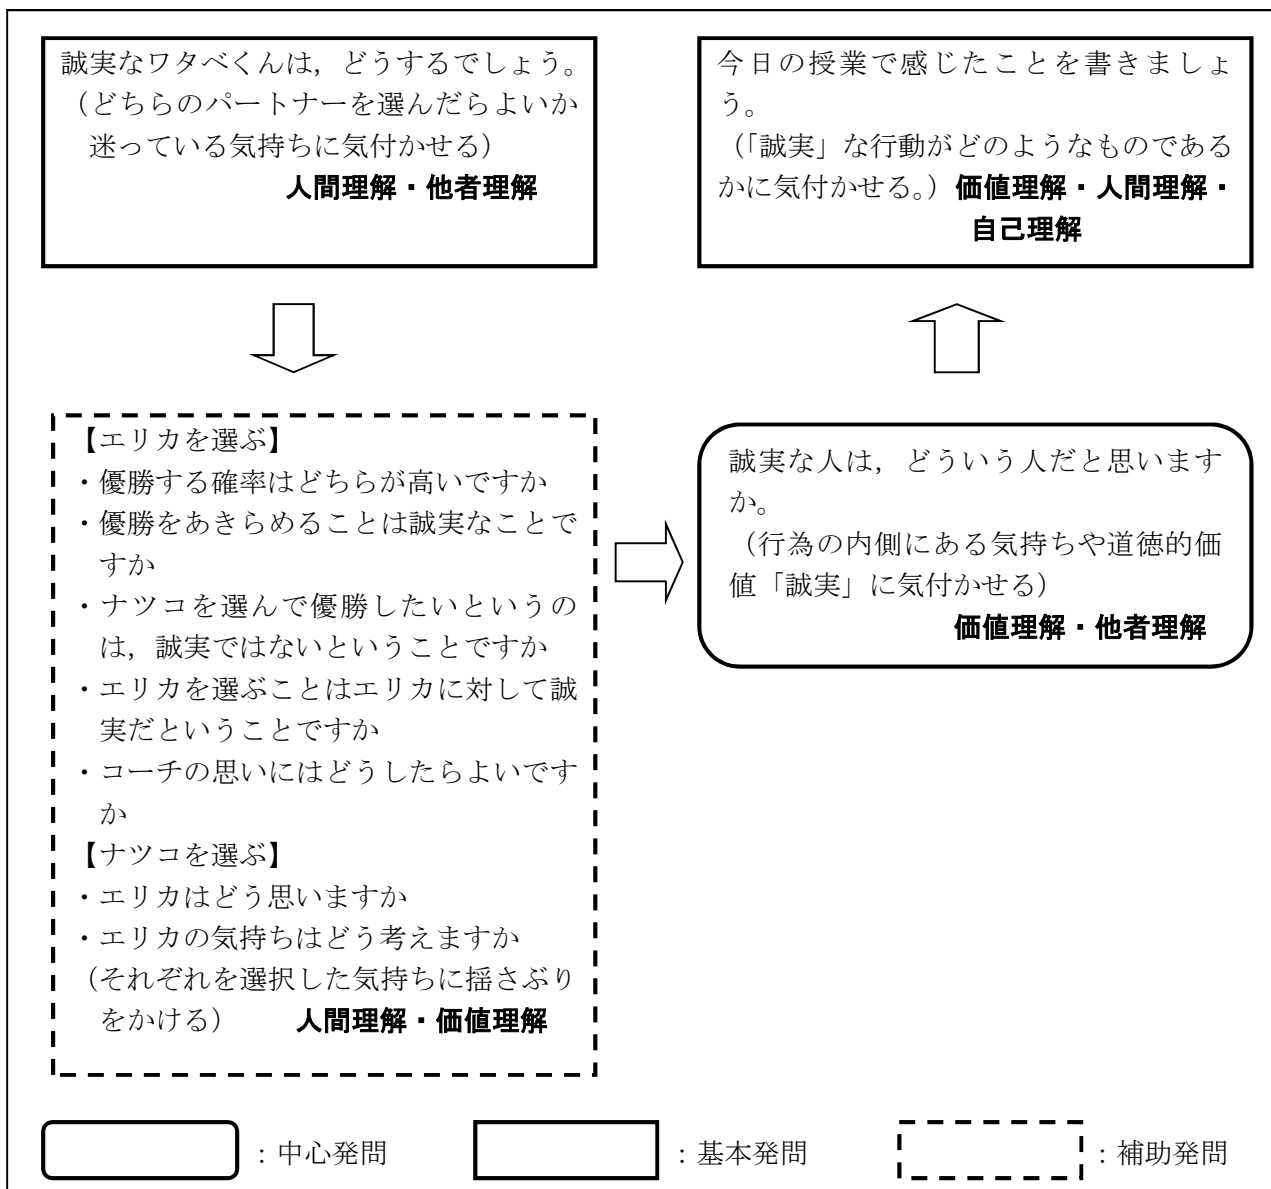 誠実なワタベくんは，どうするでしょう。
（どちらのパートナーを選んだらよいか
迷っている気持ちに気付かせる）
人間理解・他者理解
【エリカを選ぶ】
・優勝する確率はどちらが高いですか
・優勝をあきらめることは誠実なことで
すか
・ナツコを選んで優勝したいというの
は，誠実ではないということですか
・エリカを選ぶことはエリカに対して誠
実だということですか
・コーチの思いにはどうしたらよいです
か
【ナツコを選ぶ】
・エリカはどう思いますか
・エリカの気持ちはどう考えますか
（それぞれを選択した気持ちに揺さぶり
をかける） 人間理解・価値理解
誠実な人は，どういう人だと思います
か。
（行為の内側にある気持ちや道徳的価
値「誠実」に気付かせる）
価値理解・他者理解
今日の授業で感じたことを書きましょ
う。
（「誠実」な行動がどのようなものである
かに気付かせる。）価値理解・人間理解・
自己理解
：中心発問 ：基本発問 ：補助発問